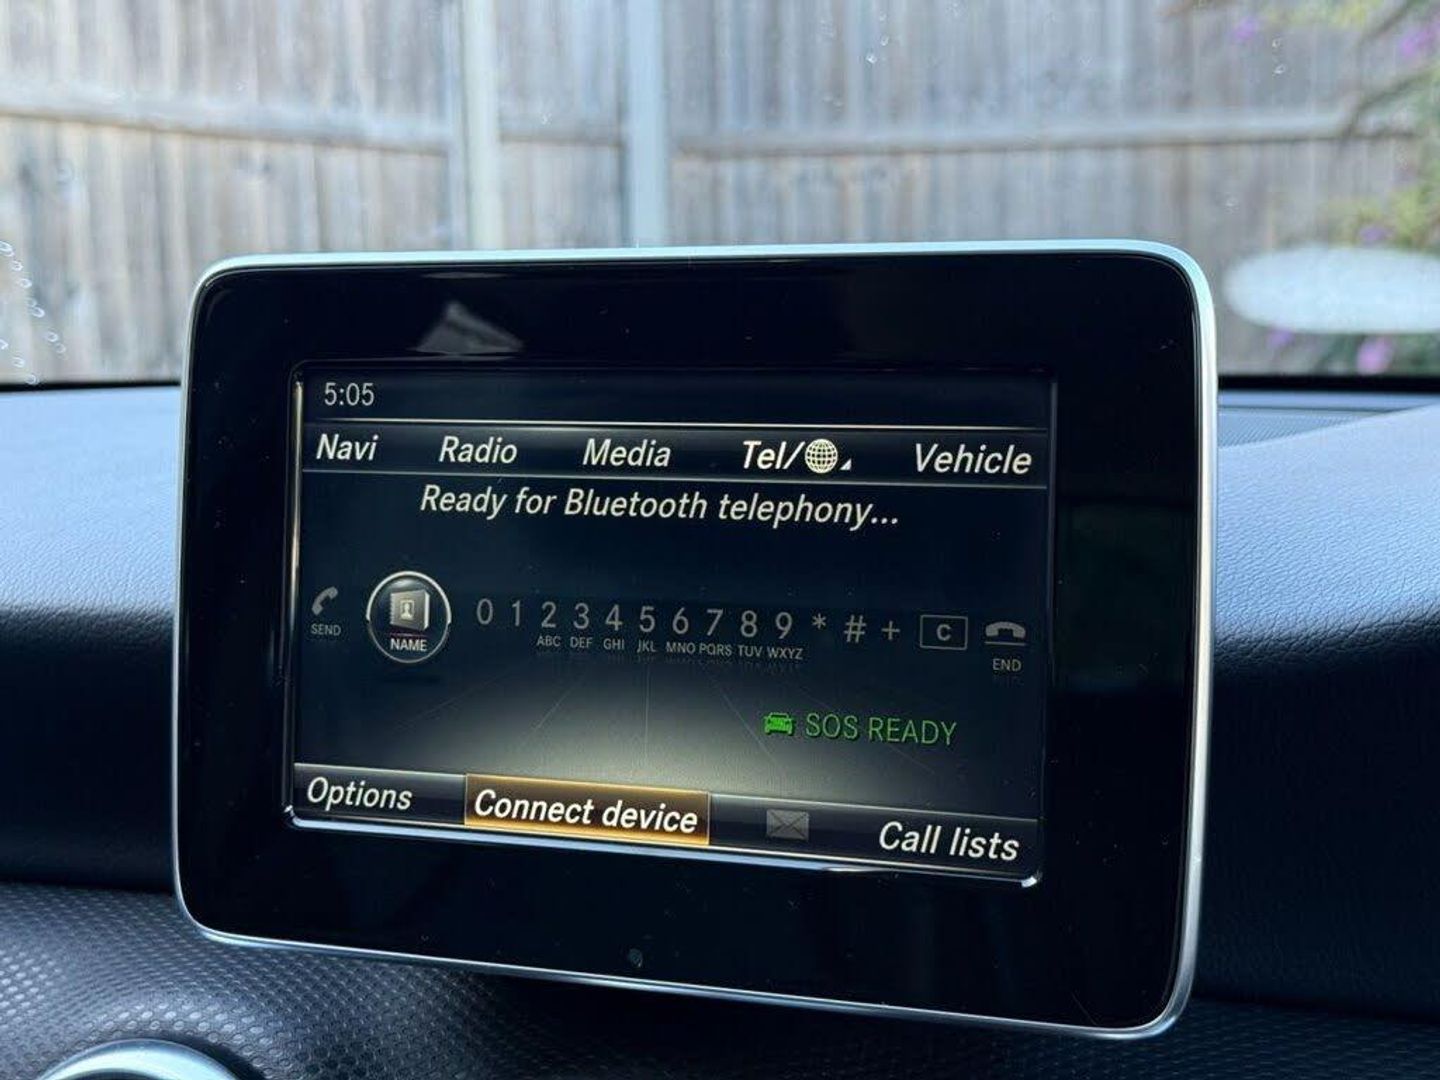 5:05
Navi Radio Media Tel/ Vehicle
Ready for Bluetooth telephony...
SEND NAME 0 1 2 ABC 3 DEF 4 GHI 5 JKL 6 MNO 7 PQRS 8 TUV 9 WXYZ * # + C END
SOS READY
Options Connect device Call lists